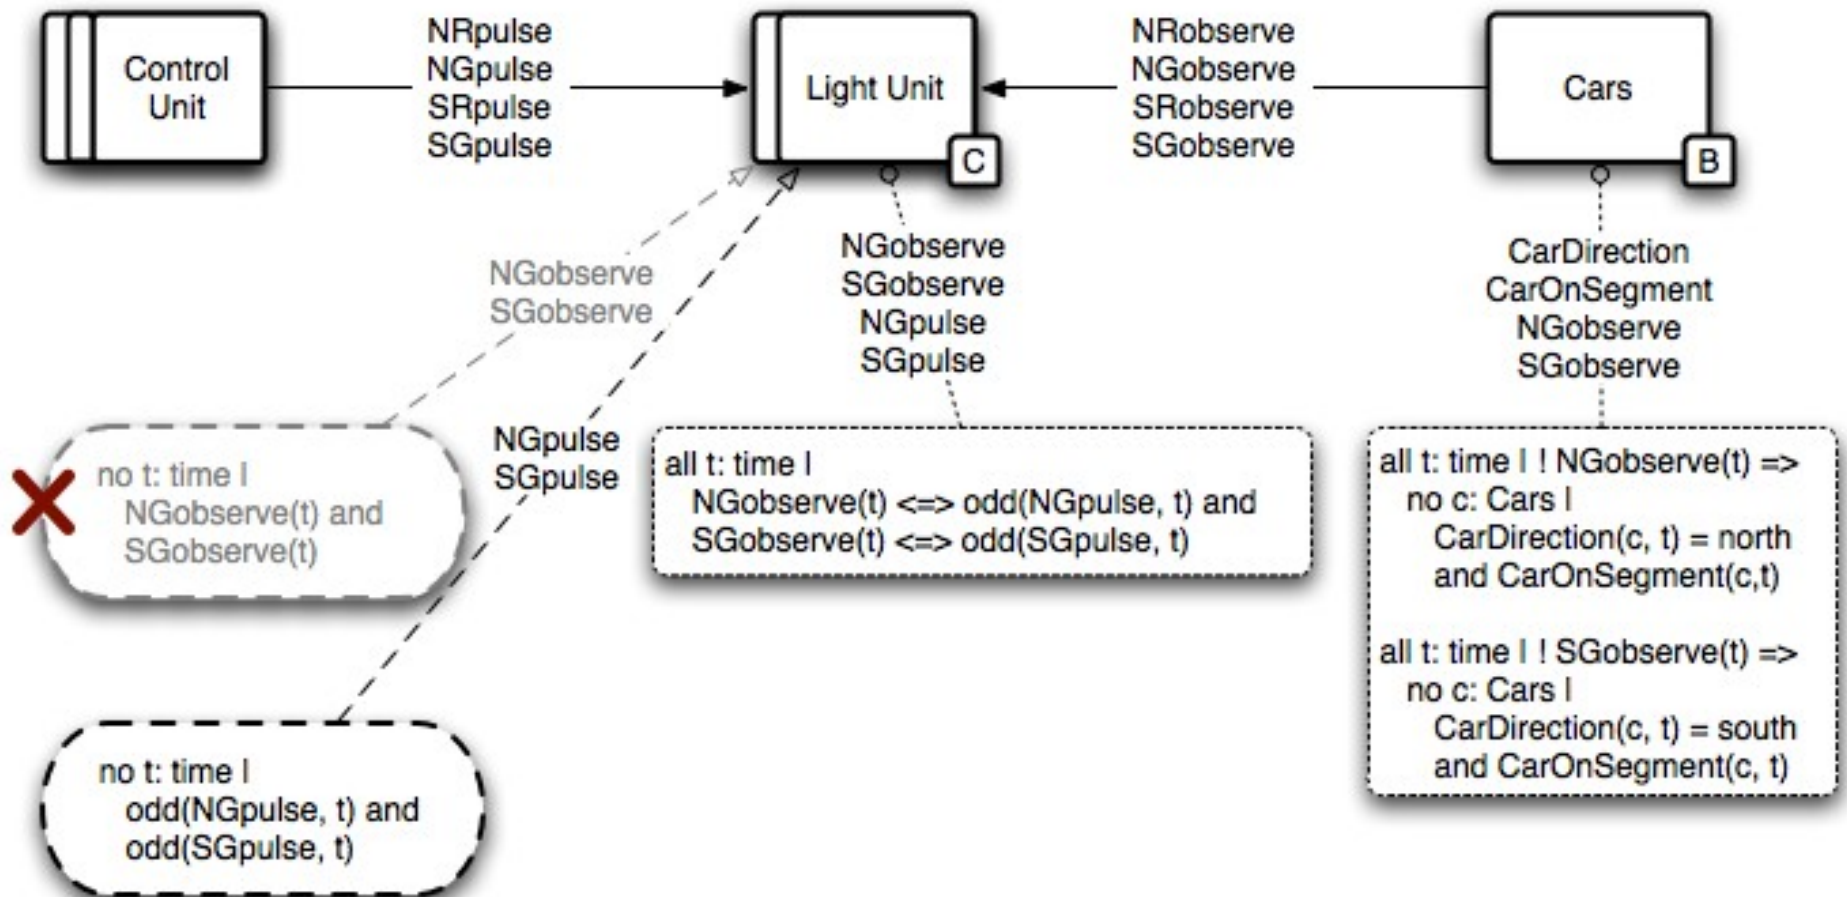 Control
Unit
NRpulse
NGpulse
SRpulse
SGpulse
Light Unit
C
NRobserve
NGobserve
SRobserve
SGobserve
Cars
B
NGobserve
SGobserve
NGobserve
SGobserve
NGpulse
SGpulse
CarDirection
CarOnSegment
NGobserve
SGobserve
NGpulse
SGpulse
no t: time |
NGobserve(t) and
SGobserve(t)
all t: time |
NGobserve(t) <=> odd(NGpulse, t) and
SGobserve(t) <=> odd(SGpulse, t)
all t: time | ! NGobserve(t) =>
no c: Cars |
CarDirection(c, t) = north
and CarOnSegment(c,t)
all t: time | ! SGobserve(t) =>
no c: Cars |
CarDirection(c, t) = south
and CarOnSegment(c, t)
no t: time |
odd(NGpulse, t) and
odd(SGpulse, t)